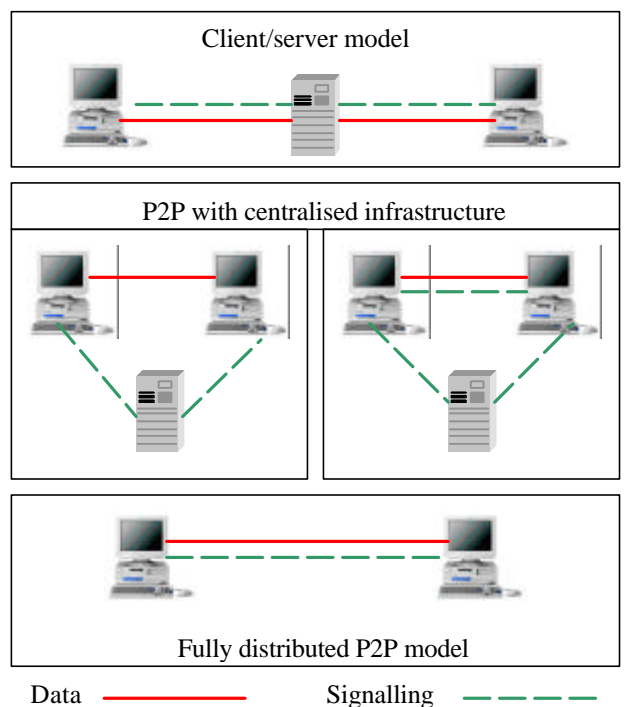 Client/server model
P2P with centralised infrastructure
Fully distributed P2P model
Data
Signalling